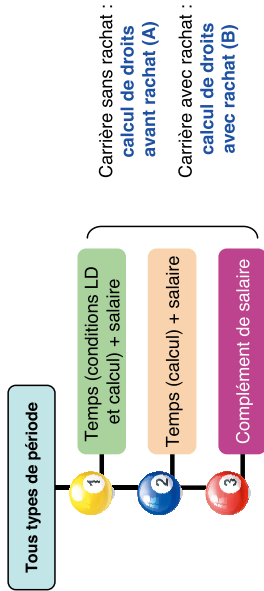 Tous types de période
1
Temps (conditions LD
et calcul) + salaire
2
Temps (calcul) + salaire
3
Complément de salaire
Carrière sans rachat :
calcul de droits
avant rachat (A)
Carrière avec rachat :
calcul de droits
avec rachat (B)